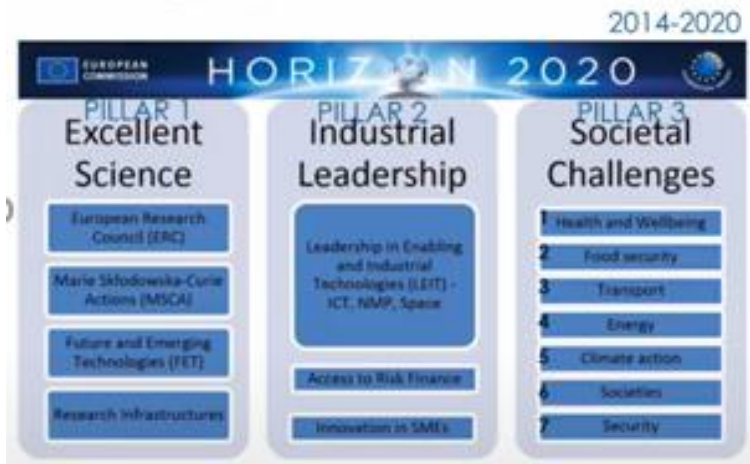 2014-2020
EUROPEAN
COMMISSION
HORIZON 2020
PILLAR 1
Excellent
Science
European Research
Council (ERC)
Marie Skłodowska-Curie
Actions (MSCA)
Future and Emerging
Technologies (FET)
Research Infrastructures
PILLAR 2
Industrial
Leadership
Leadership in Enabling
and Industrial
Technologies (LEIT) -
ICT, NMP, Space
Access to Risk Finance
Innovation in SMEs
PILLAR 3
Societal
Challenges
1 Health and Wellbeing
2 Food security
3 Transport
4 Energy
5 Climate action
6 Societies
7 Security